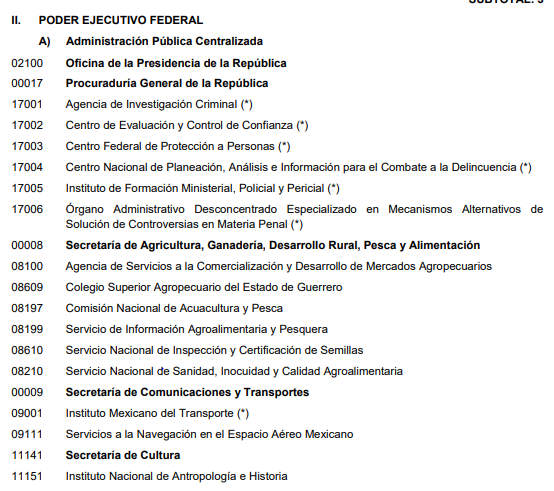 SUBTOTAL: 9
II. PODER EJECUTIVO FEDERAL
A) Administración Pública Centralizada
02100 Oficina de la Presidencia de la República
00017 Procuraduría General de la República
17001 Agencia de Investigación Criminal (*)
17002 Centro de Evaluación y Control de Confianza (*)
17003 Centro Federal de Protección a Personas (*)
17004 Centro Nacional de Planeación, Análisis e Información para el Combate a la Delincuencia (*)
17005 Instituto de Formación Ministerial, Policial y Pericial (*)
17006 Órgano Administrativo Desconcentrado Especializado en Mecanismos Alternativos de
Solución de Controversias en Materia Penal (*)
00008 Secretaría de Agricultura, Ganadería, Desarrollo Rural, Pesca y Alimentación
08100 Agencia de Servicios a la Comercialización y Desarrollo de Mercados Agropecuarios
08609 Colegio Superior Agropecuario del Estado de Guerrero
08197 Comisión Nacional de Acuacultura y Pesca
08199 Servicio de Información Agroalimentaria y Pesquera
08610 Servicio Nacional de Inspección y Certificación de Semillas
08210 Servicio Nacional de Sanidad, Inocuidad y Calidad Agroalimentaria
00009 Secretaría de Comunicaciones y Transportes
09001 Instituto Mexicano del Transporte (*)
09111 Servicios a la Navegación en el Espacio Aéreo Mexicano
11141 Secretaría de Cultura
11151 Instituto Nacional de Antropología e Historia